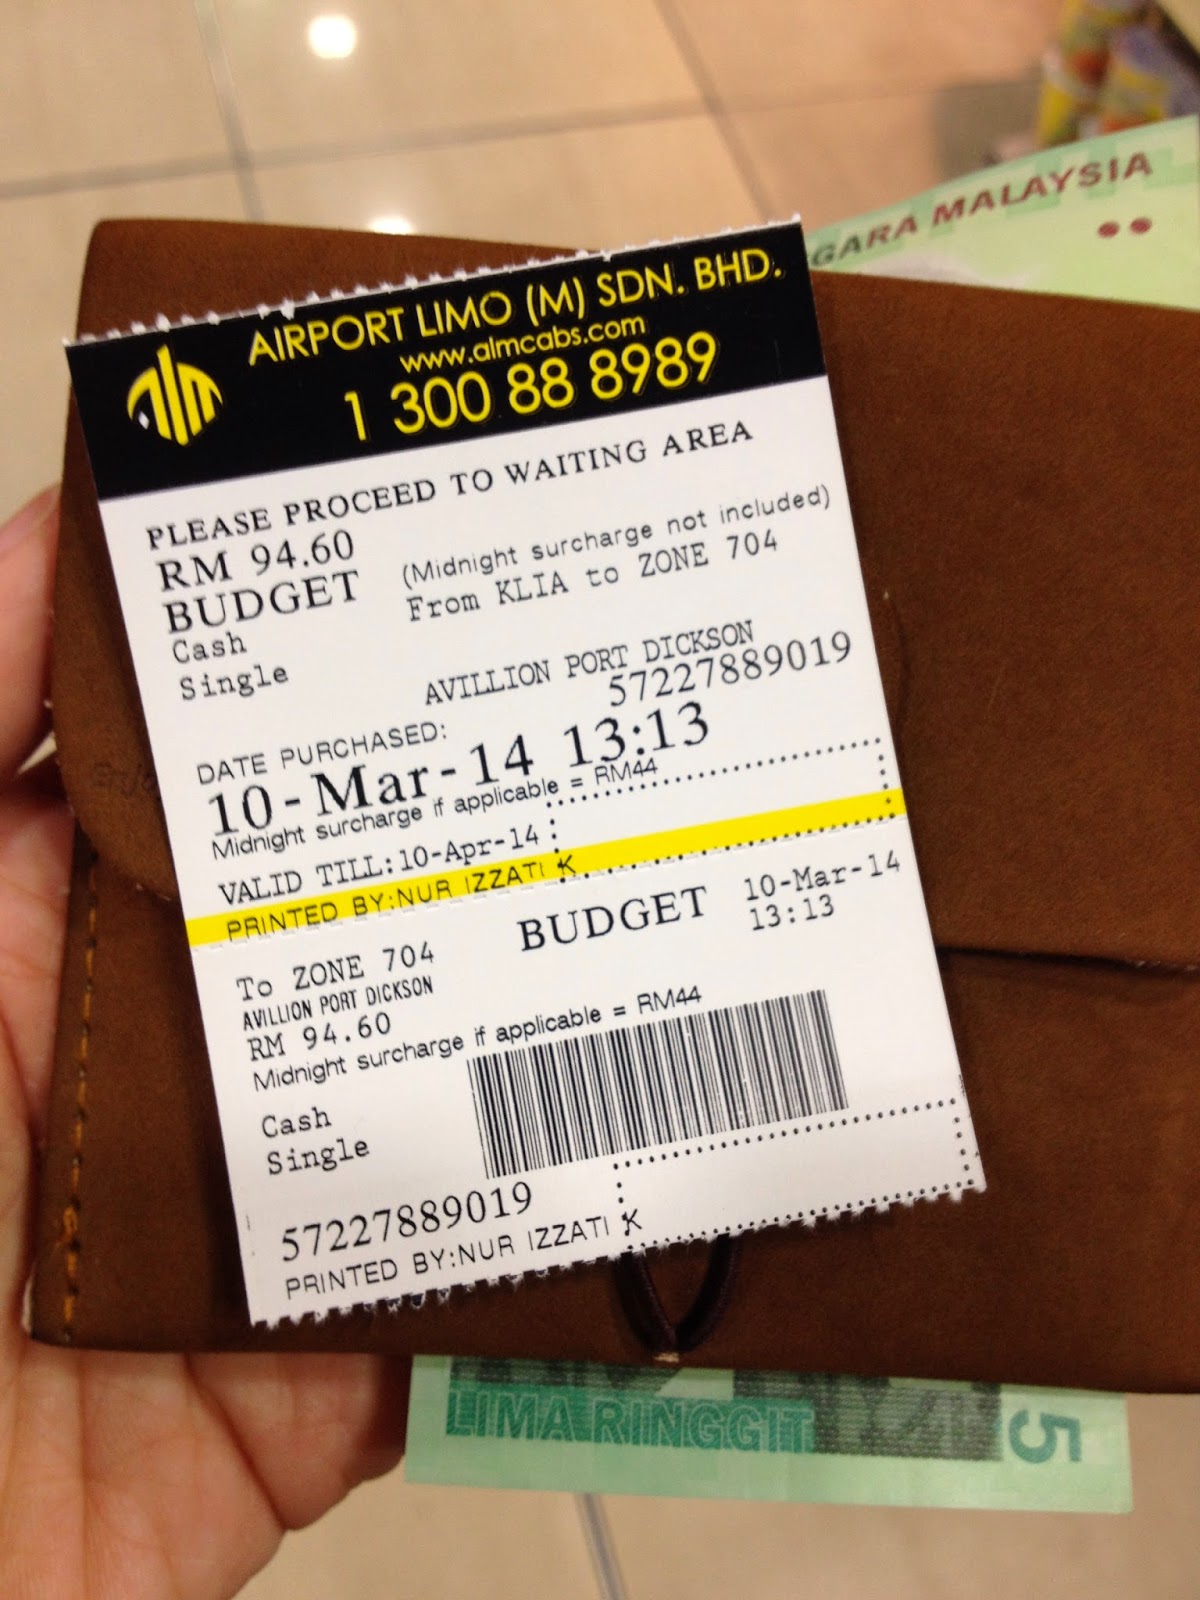 GARA MALAYSIA
AIRPORT LIMO (M) SDN. BHD.
www.almcabs.com
alm
1 300 88 8989
PLEASE PROCEED TO WAITING AREA
RM 94.60 (Midnight surcharge not included)
BUDGET From KLIA to ZONE 704
Cash
Single AVILLION PORT DICKSON
57227889019
DATE PURCHASED:
10-Mar-14 13:13
Midnight surcharge if applicable = RM44
VALID TILL:10-Apr-14
PRINTED BY:NUR IZZATI K
To ZONE 704 BUDGET 10-Mar-14
AVILLION PORT DICKSON 13:13
RM 94.60
Midnight surcharge if applicable = RM44
Cash
Single
57227889019
PRINTED BY:NUR IZZATI K
LIMA RINGGIT 5